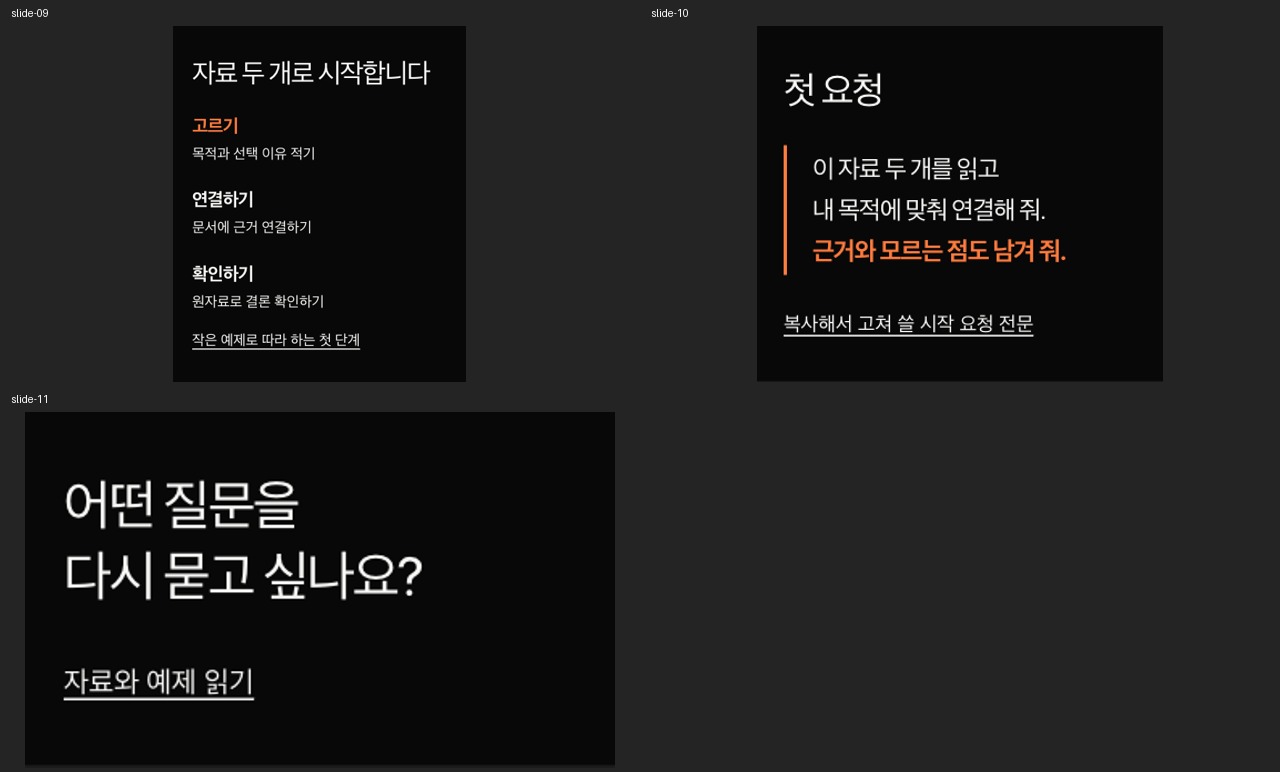 slide-09
자료 두 개로 시작합니다
고르기
목적과 선택 이유 적기
연결하기
문서에 근거 연결하기
확인하기
원자료로 결론 확인하기
작은 예제로 따라 하는 첫 단계
slide-10
첫 요청
이 자료 두 개를 읽고
내 목적에 맞춰 연결해 줘.
근거와 모르는 점도 남겨 줘.
복사해서 고쳐 쓸 시작 요청 전문
slide-11
어떤 질문을
다시 묻고 싶나요?
자료와 예제 읽기